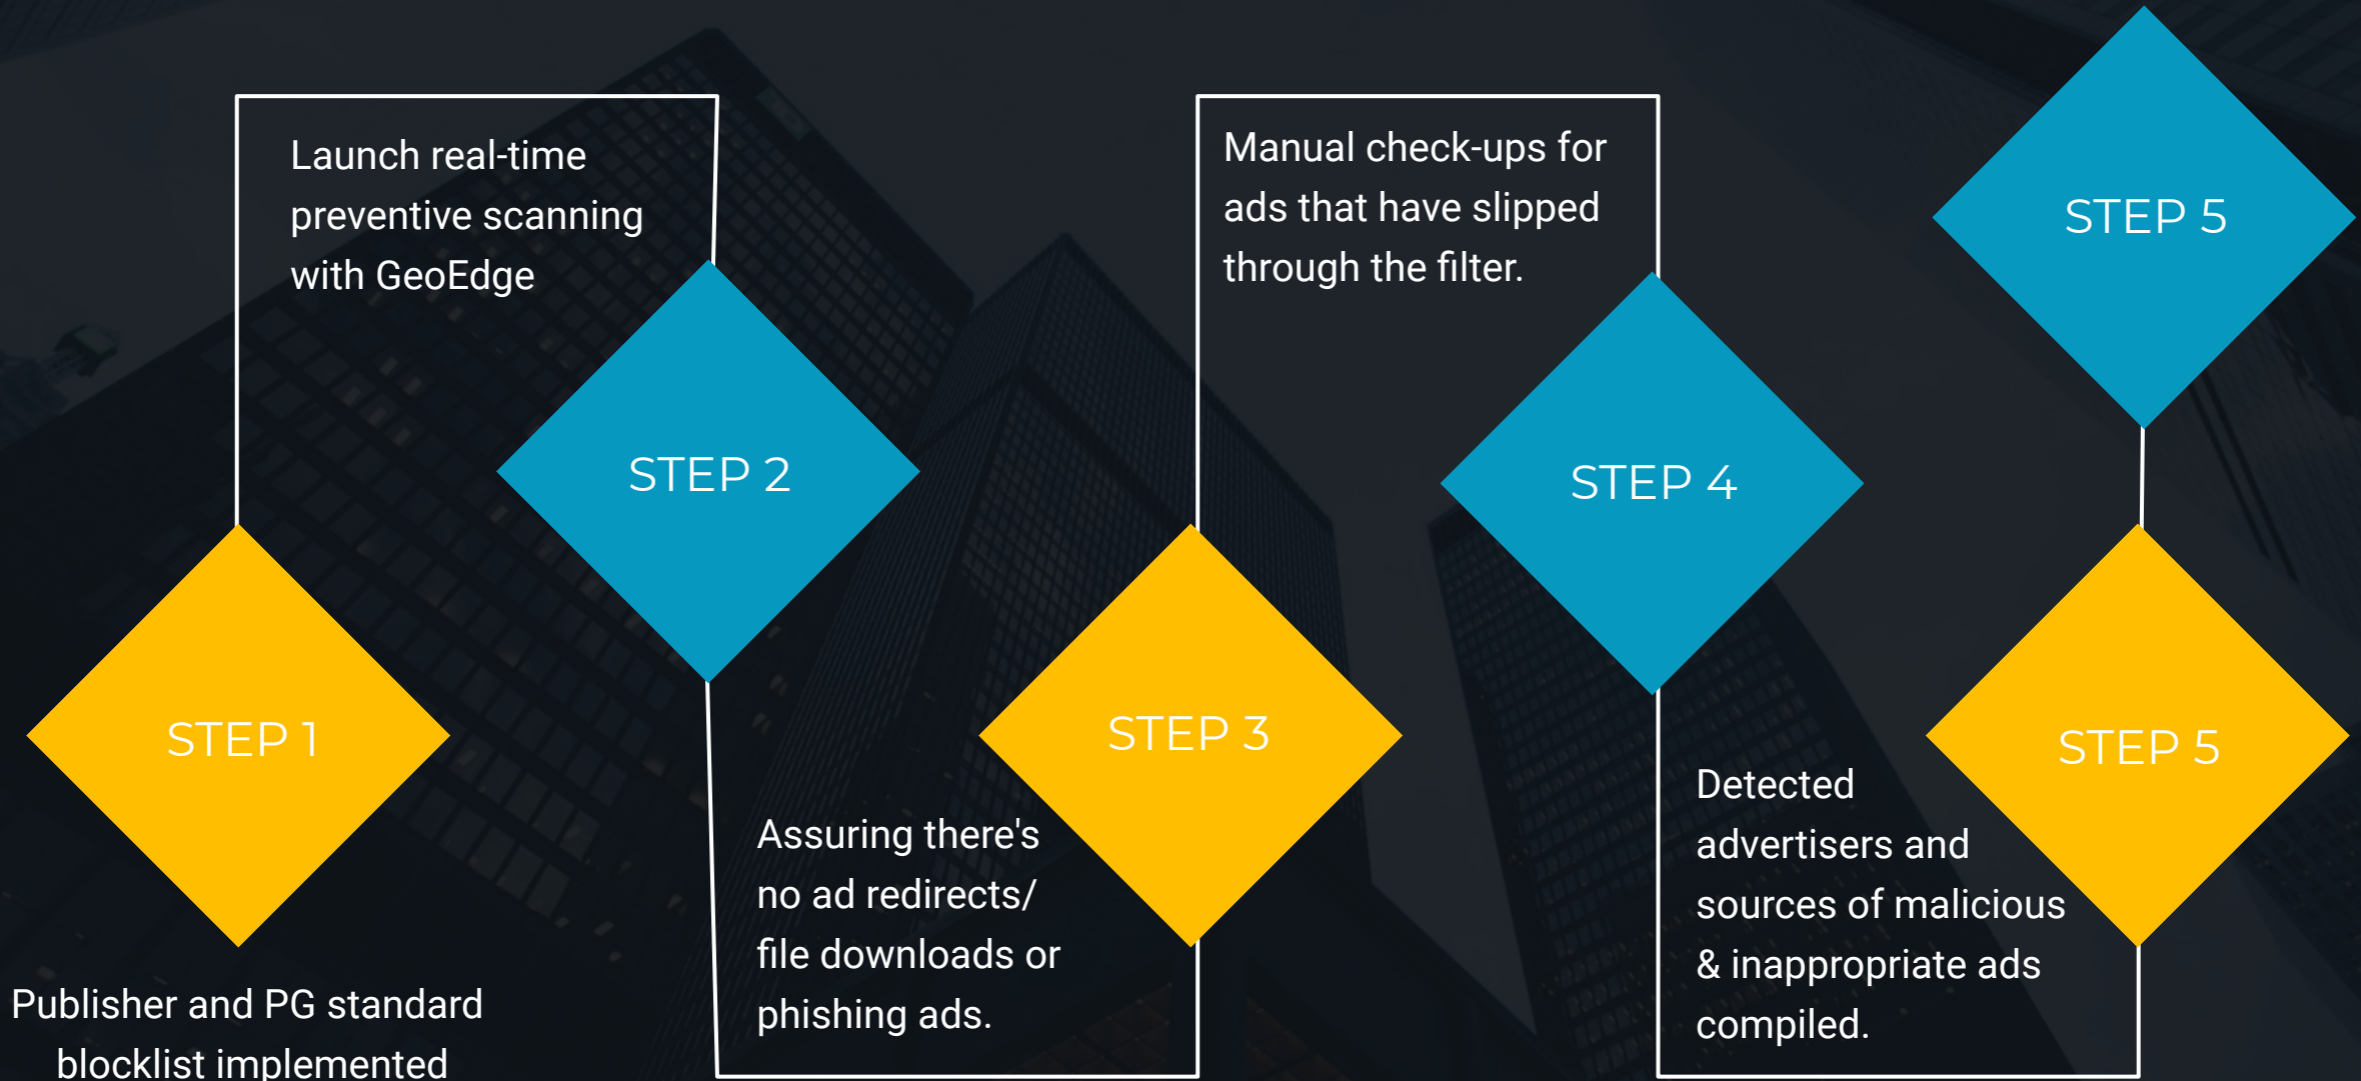 STEP 1
Publisher and PG standard
blocklist implemented
Launch real-time
preventive scanning
with GeoEdge
STEP 2
Assuring there's
no ad redirects/
file downloads or
phishing ads.
STEP 3
Manual check-ups for
ads that have slipped
through the filter.
STEP 4
Detected
advertisers and
sources of malicious
& inappropriate ads
compiled.
STEP 5
STEP 5